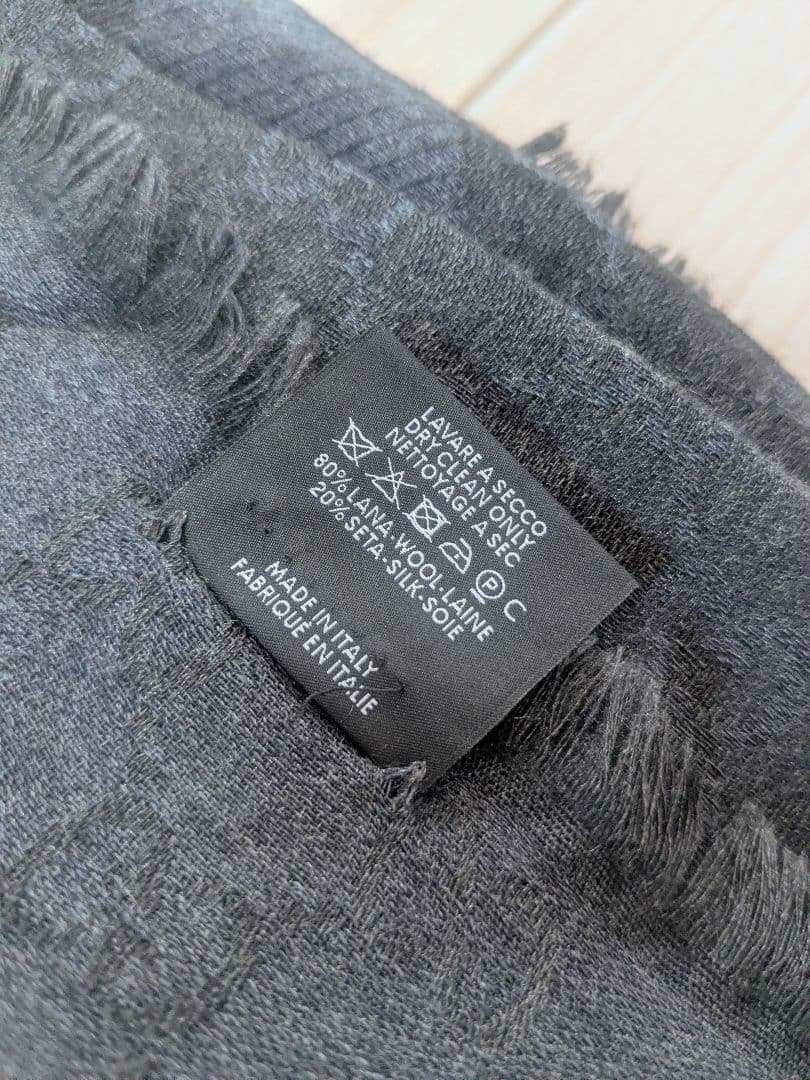 LAVARE A SECCO
DRY CLEAN ONLY
NETTOYAGE A SEC
P C
80% LANA·WOOL·LAINE
20% SETA·SILK·SOIE
MADE IN ITALY
FABRIQUÉ EN ITALIE